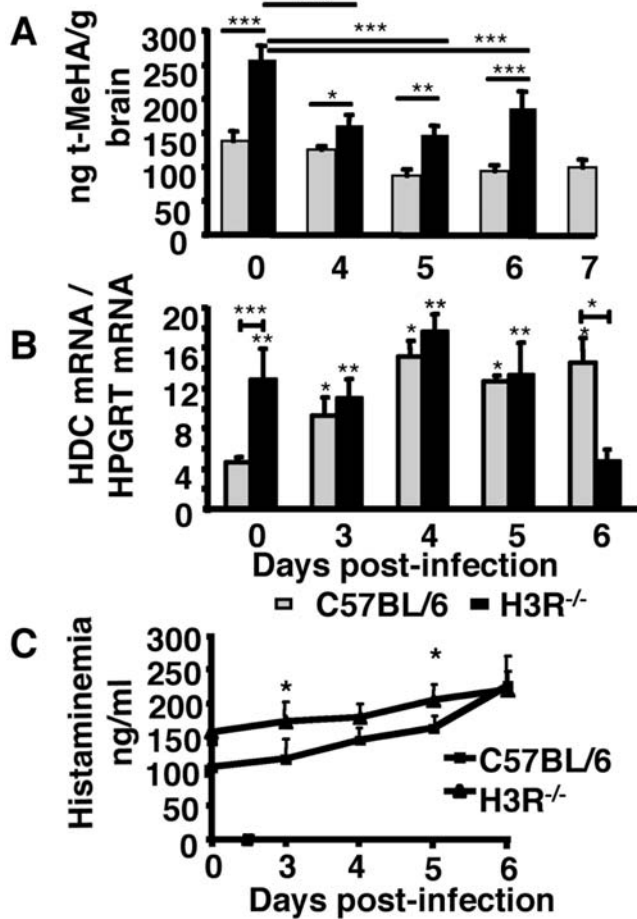 A
***
***
***
*
**
***
ng t-MeHA/g
brain
300
250
200
150
100
50
0
0 4 5 6 7
B
HDC mRNA /
HPGRT mRNA
20
16
12
8
4
0
***
**
*
**
*
**
*
**
*
*
0 3 4 5 6
Days post-infection
C57BL/6 H3R-/-
C
Histaminemia
ng/ml
300
250
200
150
100
50
0
*
*
C57BL/6
H3R-/-
0 3 4 5 6
Days post-infection